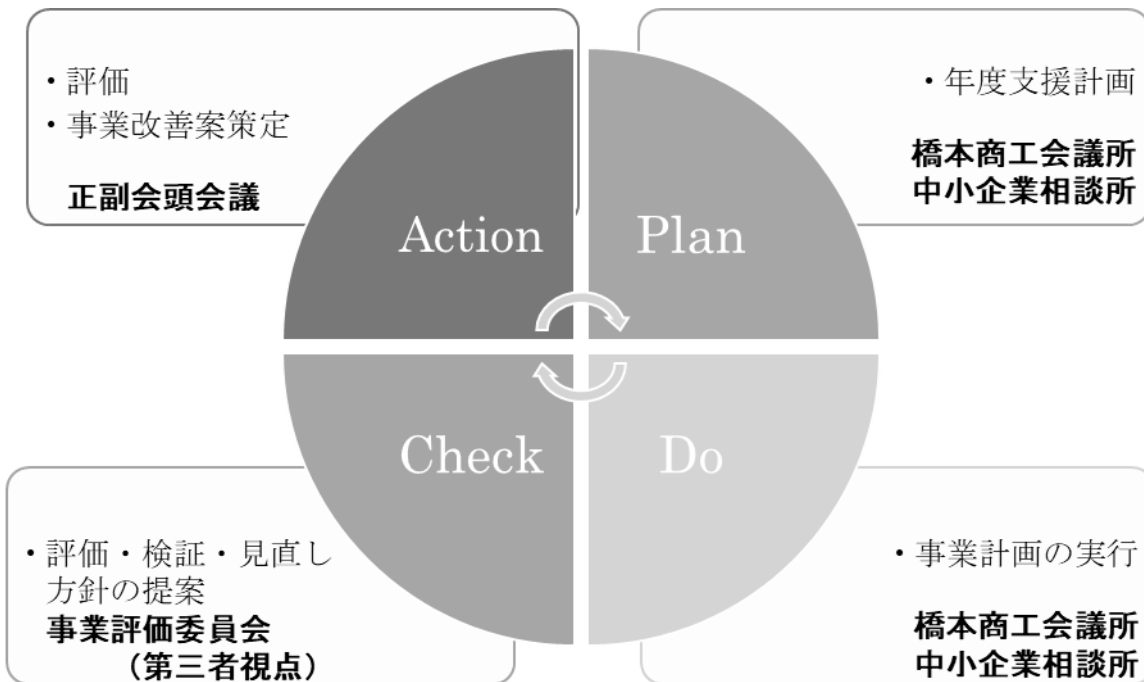 ・評価
・事業改善案策定
正副会頭会議
Action
・年度支援計画
橋本商工会議所
中小企業相談所
Plan
・評価・検証・見直し
方針の提案
事業評価委員会
（第三者視点）
Check
・事業計画の実行
橋本商工会議所
中小企業相談所
Do